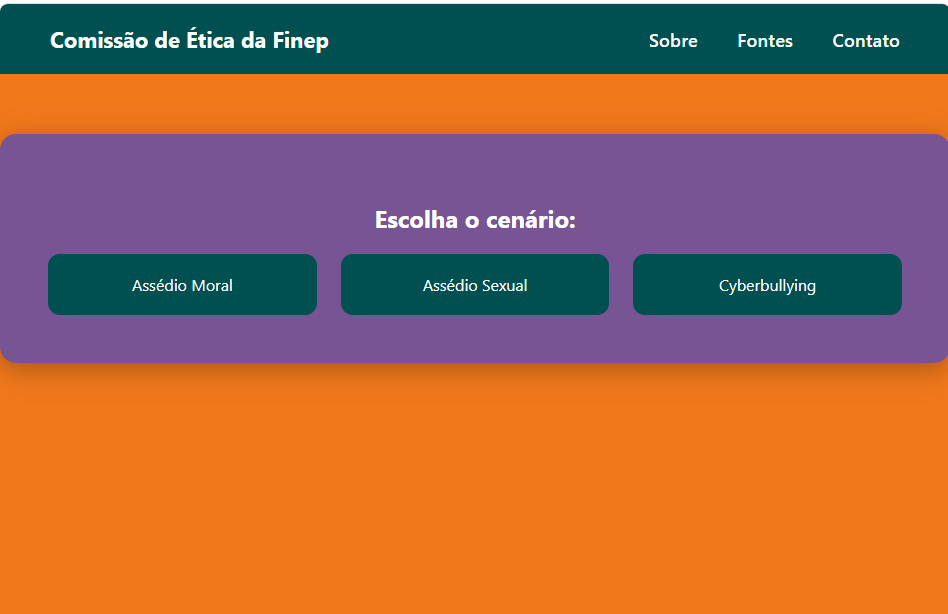 Comissão de Ética da Finep
Sobre Fontes Contato
Escolha o cenário:
Assédio Moral
Assédio Sexual
Cyberbullying